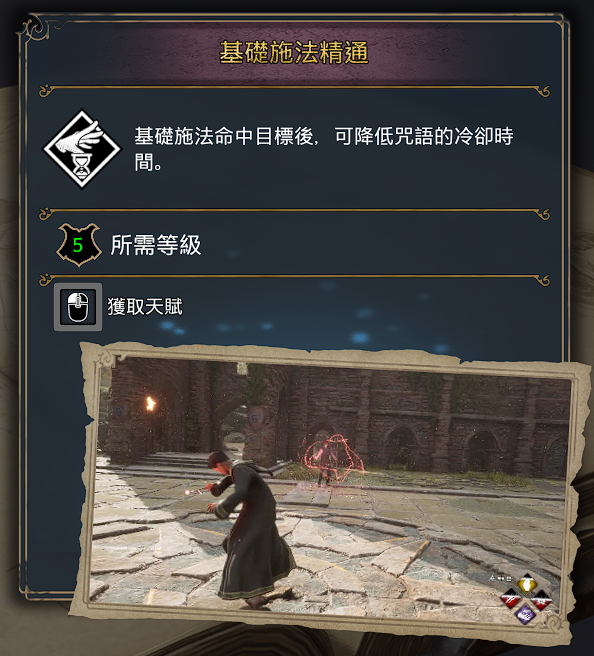 基礎施法精通
基礎施法命中目標後，可降低咒語的冷卻時
間。
5 所需等級
獲取天賦